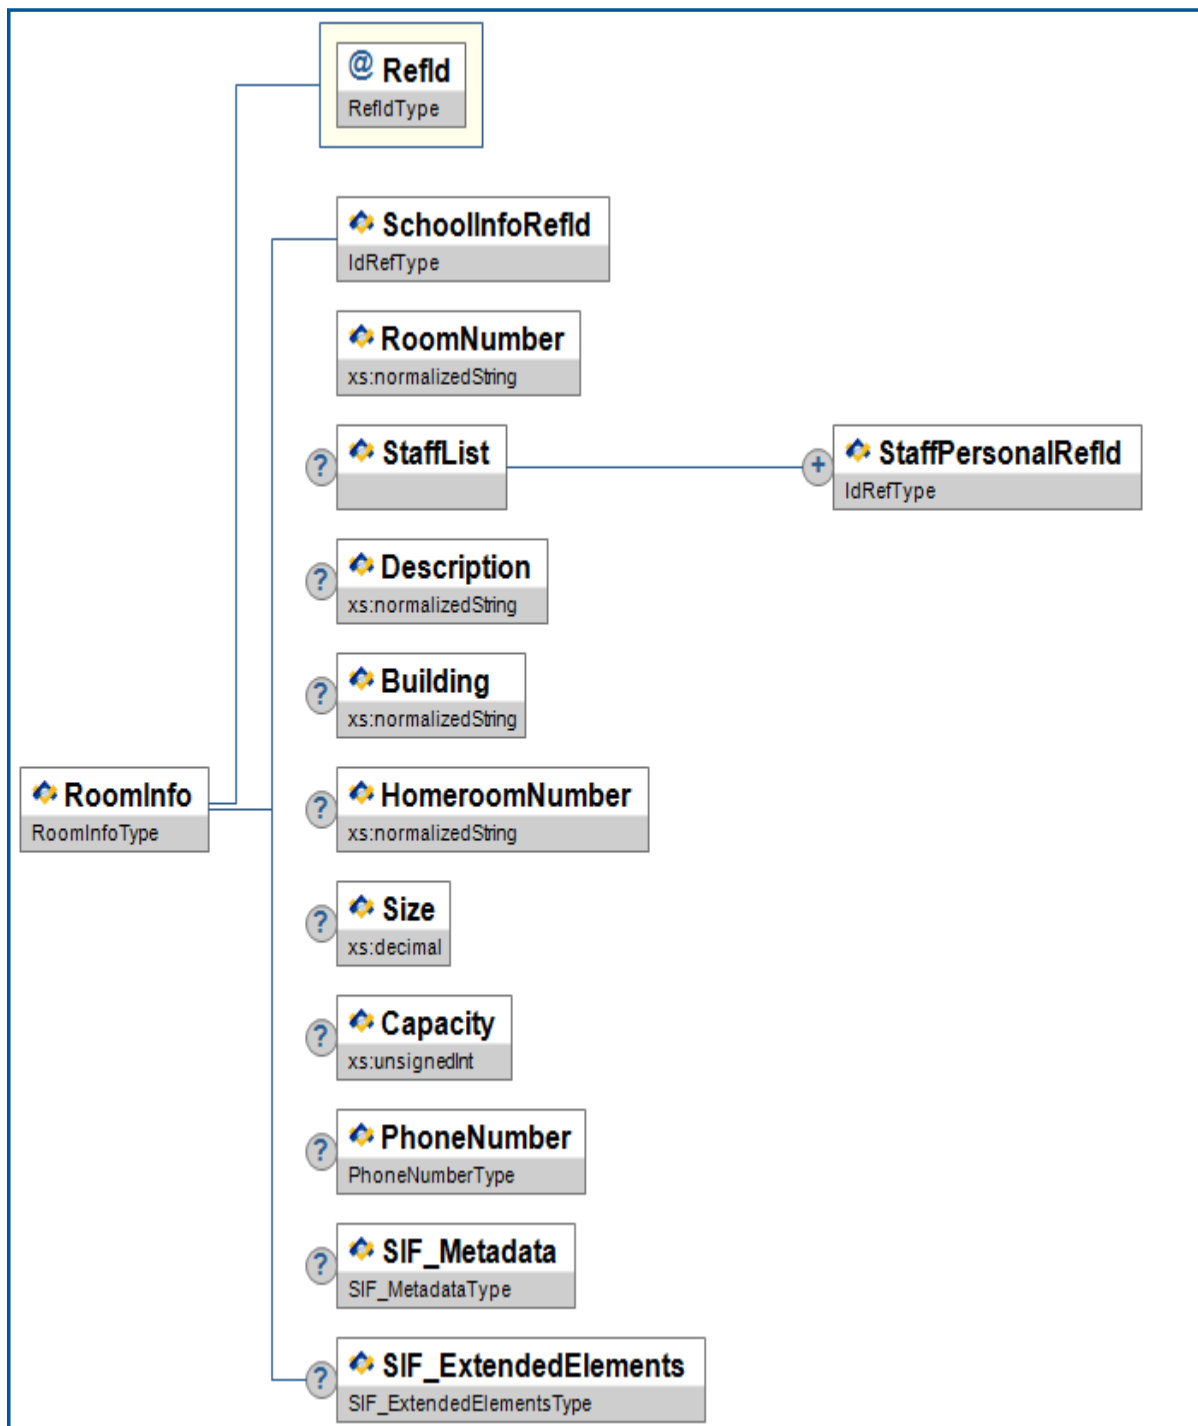 @ RefId
RefIdType
SchoolInfoRefId
IdRefType
RoomNumber
xs:normalizedString
? StaffList
+ StaffPersonalRefId
IdRefType
? Description
xs:normalizedString
? Building
xs:normalizedString
RoomInfo
RoomInfoType
? HomeroomNumber
xs:normalizedString
? Size
xs:decimal
? Capacity
xs:unsignedInt
? PhoneNumber
PhoneNumberType
? SIF_Metadata
SIF_MetadataType
? SIF_ExtendedElements
SIF_ExtendedElementsType